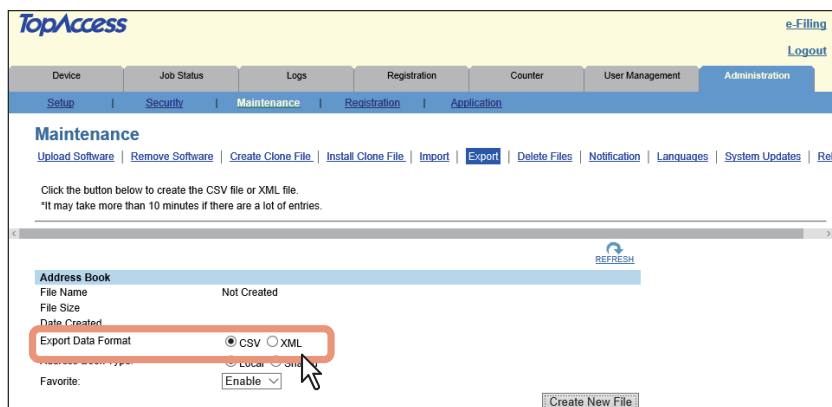 TopAccess
e-Filing
Logout
Device Job Status Logs Registration Counter User Management Administration
Setup | Security | Maintenance | Registration | Application
Maintenance
Upload Software | Remove Software | Create Clone File | Install Clone File | Import | Export | Delete Files | Notification | Languages | System Updates |
Click the button below to create the CSV file or XML file.
*It may take more than 10 minutes if there are a lot of entries.
REFRESH
Address Book
File Name Not Created
File Size
Date Created
Export Data Format CSV XML
Address Book Type: Local
Favorite: Enable
Create New File